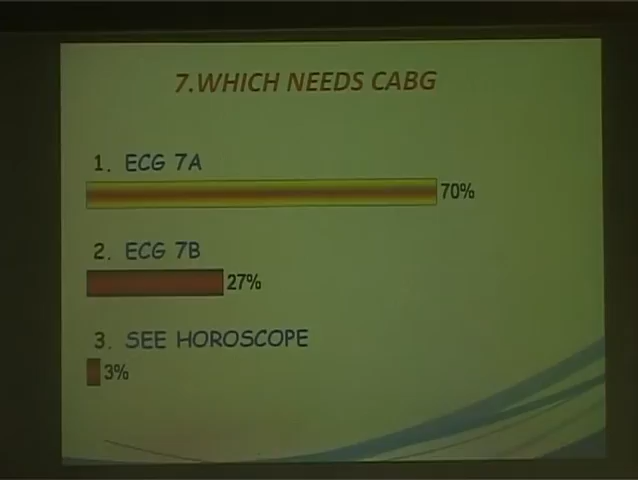 7.WHICH NEEDS CABG
1. ECG 7A
70%
2. ECG 7B
27%
3. SEE HOROSCOPE
3%